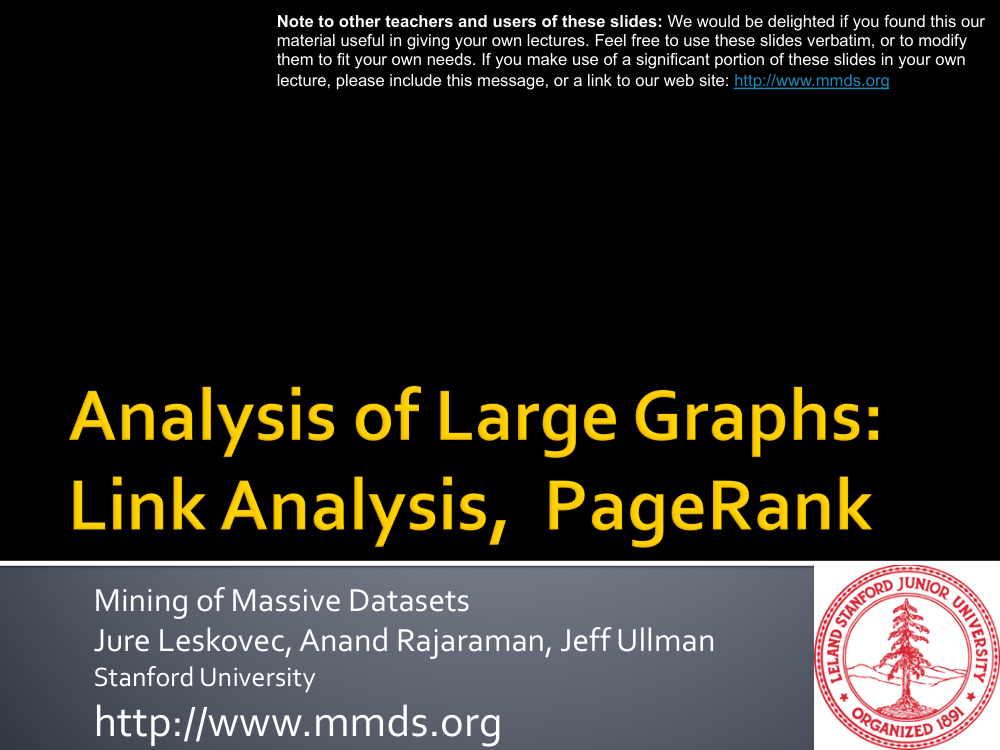 Note to other teachers and users of these slides: We would be delighted if you found this our
material useful in giving your own lectures. Feel free to use these slides verbatim, or to modify
them to fit your own needs. If you make use of a significant portion of these slides in your own
lecture, please include this message, or a link to our web site: http://www.mmds.org
Analysis of Large Graphs:
Link Analysis, PageRank
Mining of Massive Datasets
Jure Leskovec, Anand Rajaraman, Jeff Ullman
Stanford University
http://www.mmds.org
LELAND STANFORD JUNIOR UNIVERSITY
ORGANIZED 1891